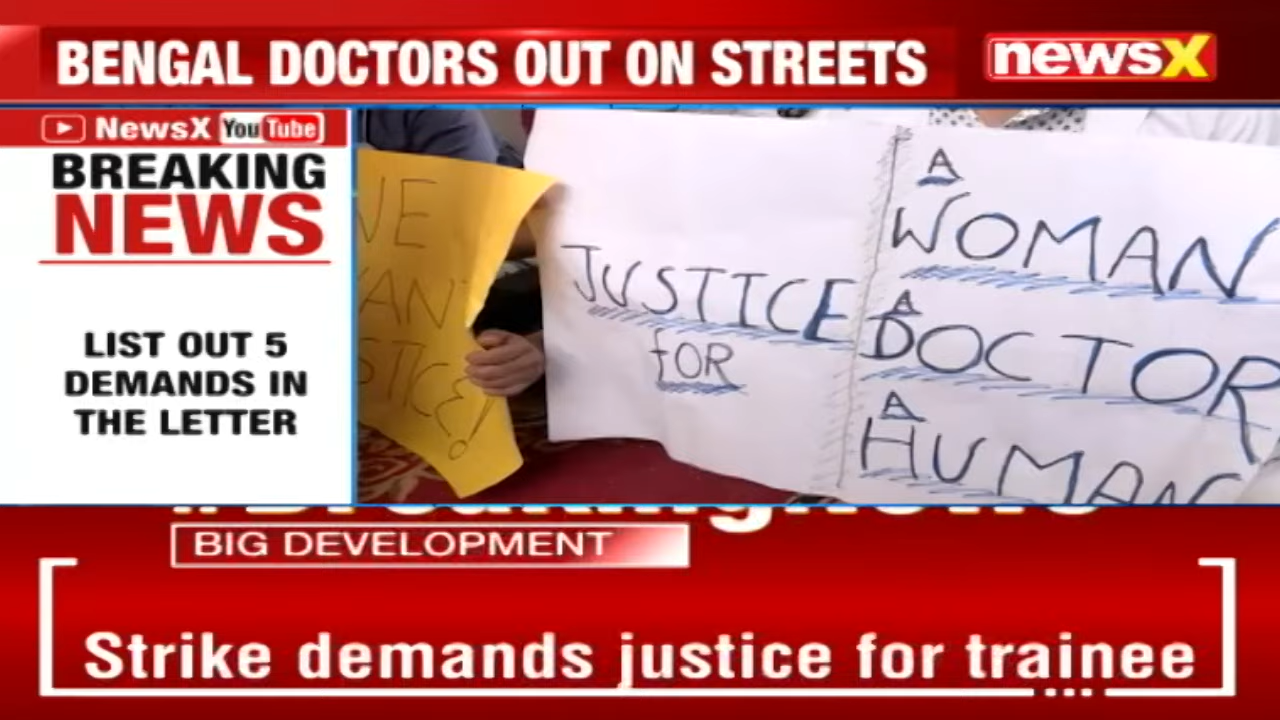 BENGAL DOCTORS OUT ON STREETS
newsX
NewsX YouTube
BREAKING
NEWS
LIST OUT 5
DEMANDS IN
THE LETTER
JUSTICE
FOR
A
WOMAN
A
DOCTOR
A
HUMAN
BIG DEVELOPMENT
Strike demands justice for trainee